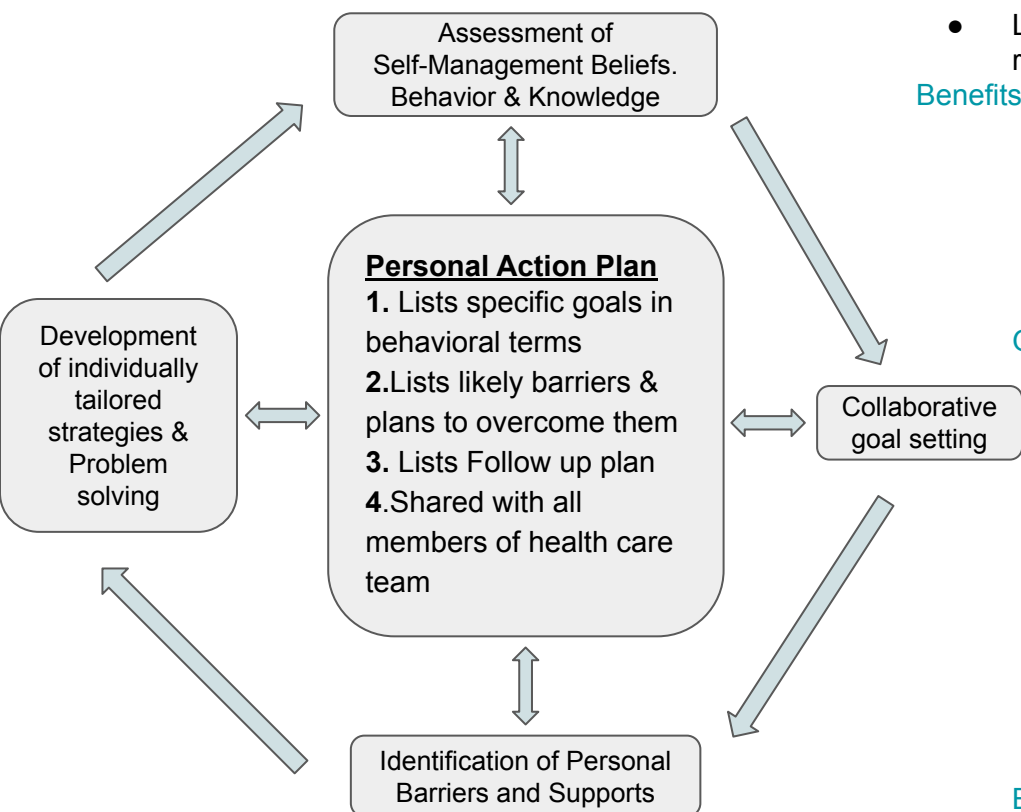 Assessment of
Self-Management Beliefs.
Behavior & Knowledge
● L
r
Benefits
Personal Action Plan
1. Lists specific goals in
behavioral terms
2.Lists likely barriers &
plans to overcome them
3. Lists Follow up plan
4.Shared with all
members of health care
team
Development
of individually
tailored
strategies &
Problem
solving
Collaborative
goal setting
Identification of Personal
Barriers and Supports